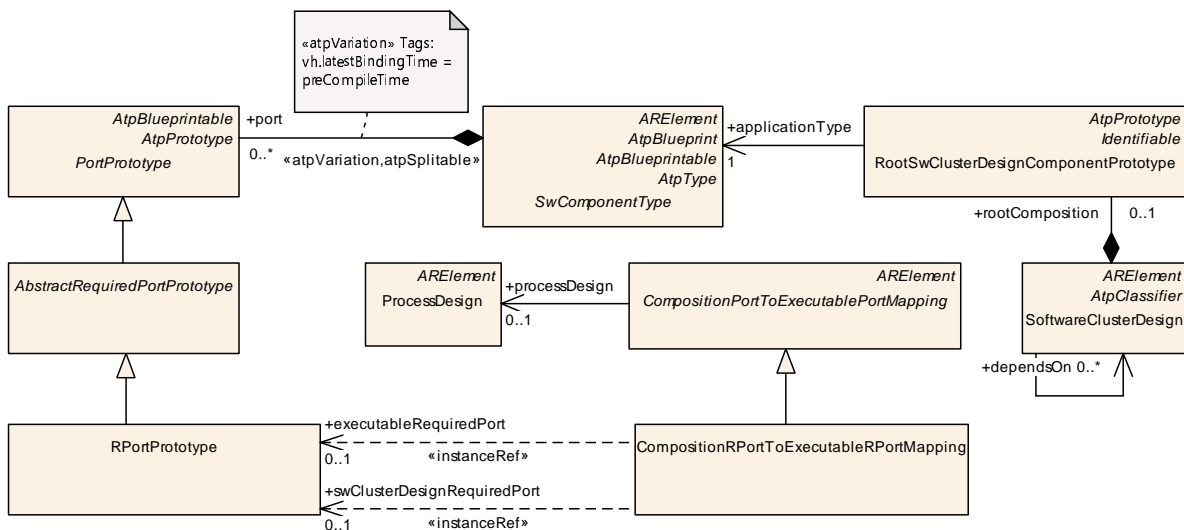 «atpVariation» Tags:
vh.latestBindingTime =
preCompileTime
AtpBlueprintable
AtpPrototype
PortPrototype
+port
0..*
«atpVariation,atpSplitable»
ARElement
AtpBlueprint
AtpBlueprintable
AtpType
SwComponentType
+applicationType
1
AtpPrototype
Identifiable
RootSwClusterDesignComponentPrototype
+rootComposition
0..1
AbstractRequiredPortPrototype
ARElement
ProcessDesign
+processDesign
0..1
ARElement
CompositionPortToExecutablePortMapping
ARElement
AtpClassifier
SoftwareClusterDesign
+dependsOn 0..*
RPortPrototype
+executableRequiredPort
0..1
«instanceRef»
+swClusterDesignRequiredPort
0..1
«instanceRef»
CompositionRPortToExecutableRPortMapping